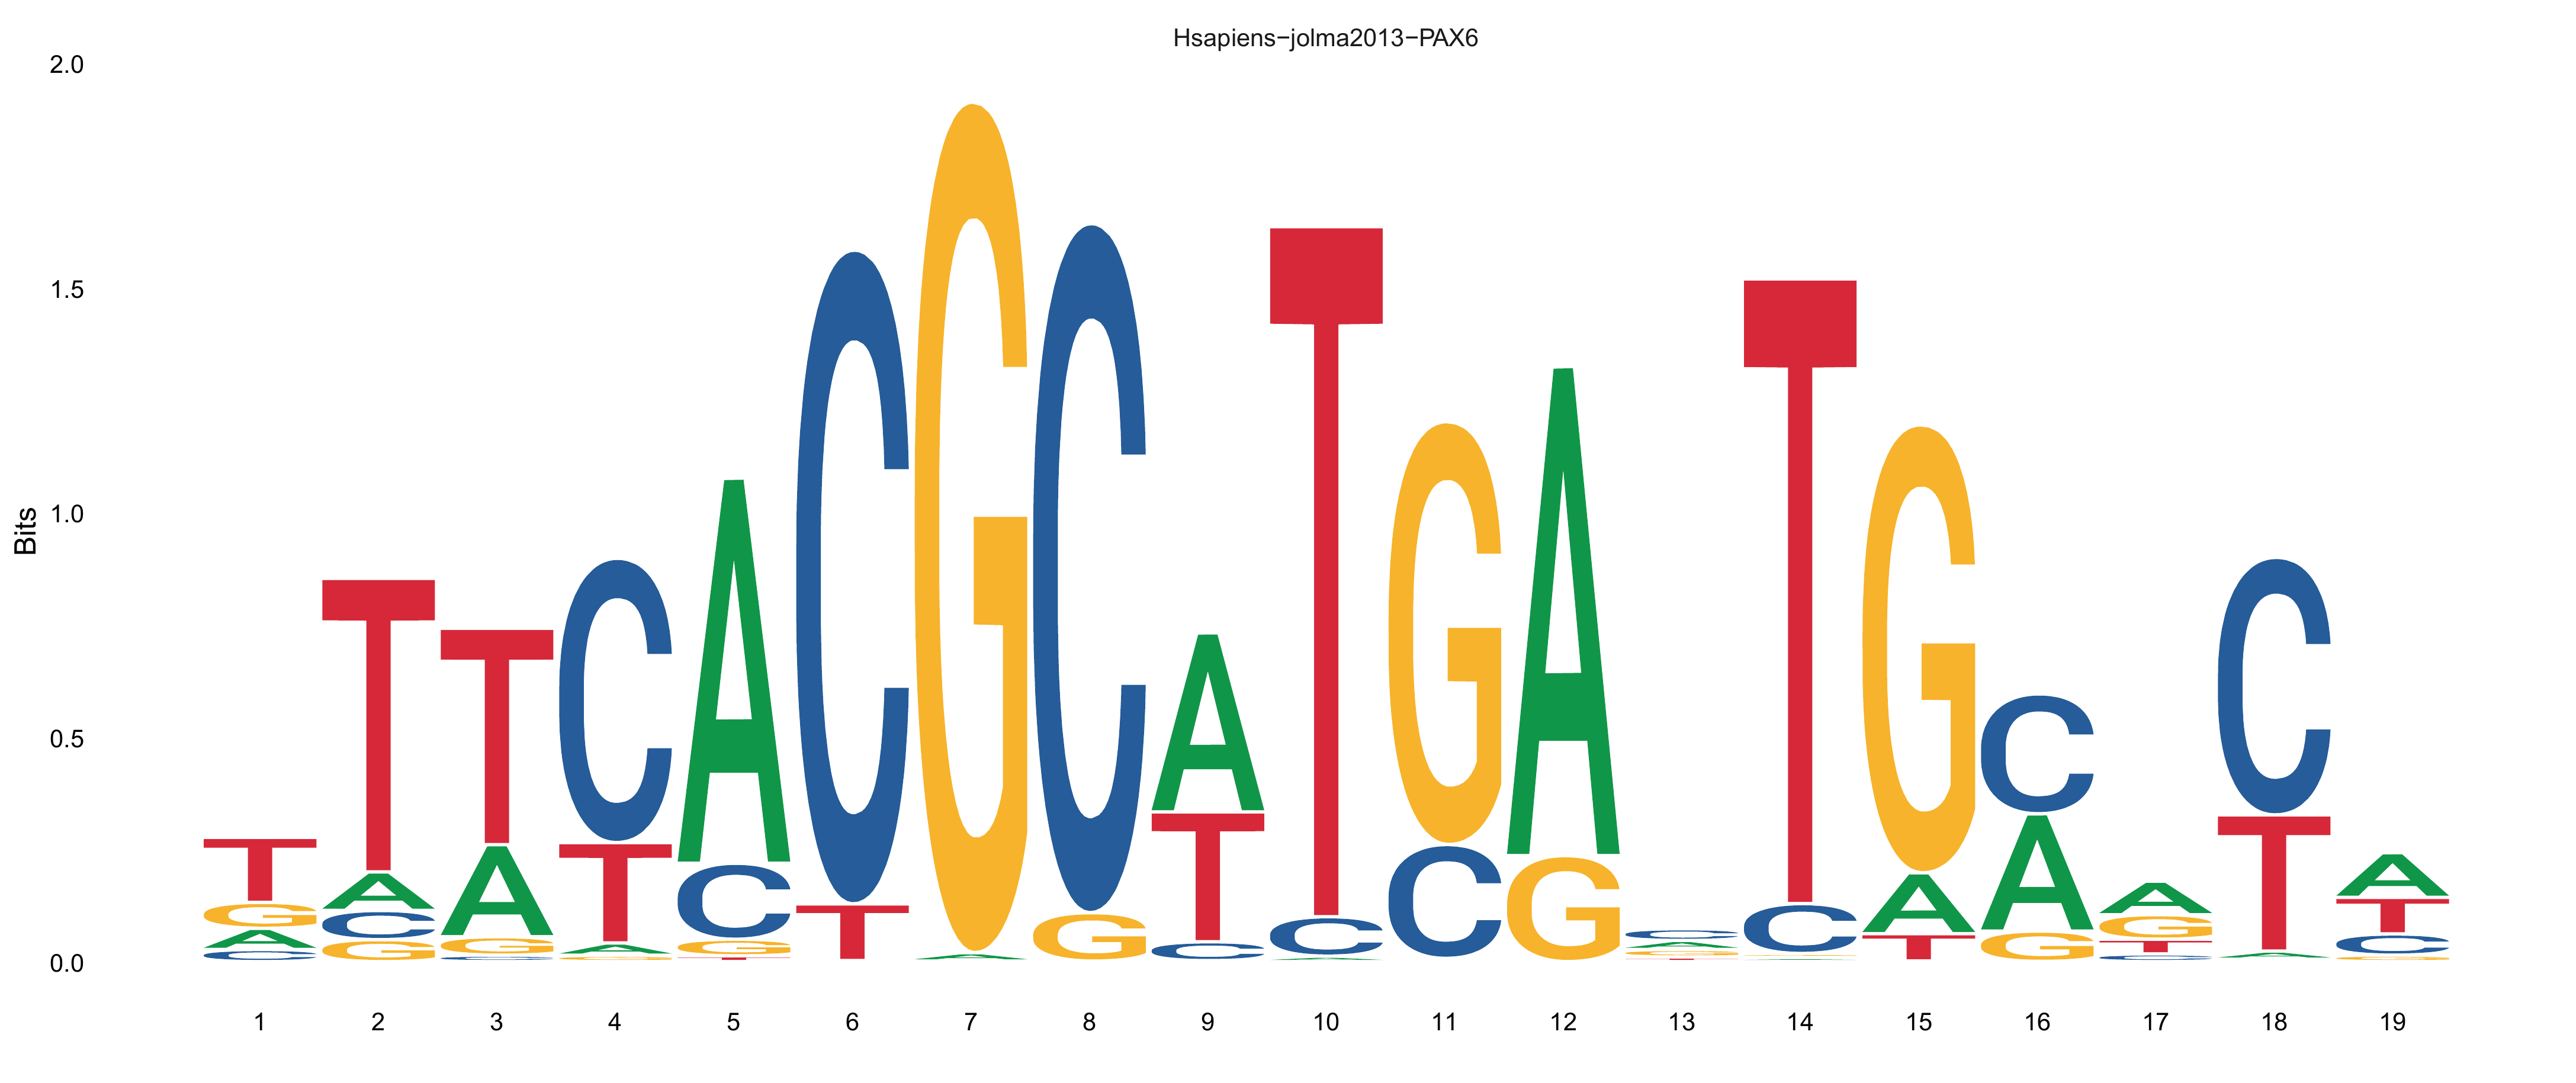 Hsapiens−jolma2013−PAX6
2.0
1.5
1.0
0.5
0.0
Bits
T T T C A C G C A T G A C T G C A C A
G A A T C T A G T C C G A C A A G T T
A C G A G C A G T T G T A C
C G C G T C
1 2 3 4 5 6 7 8 9 10 11 12 13 14 15 16 17 18 19